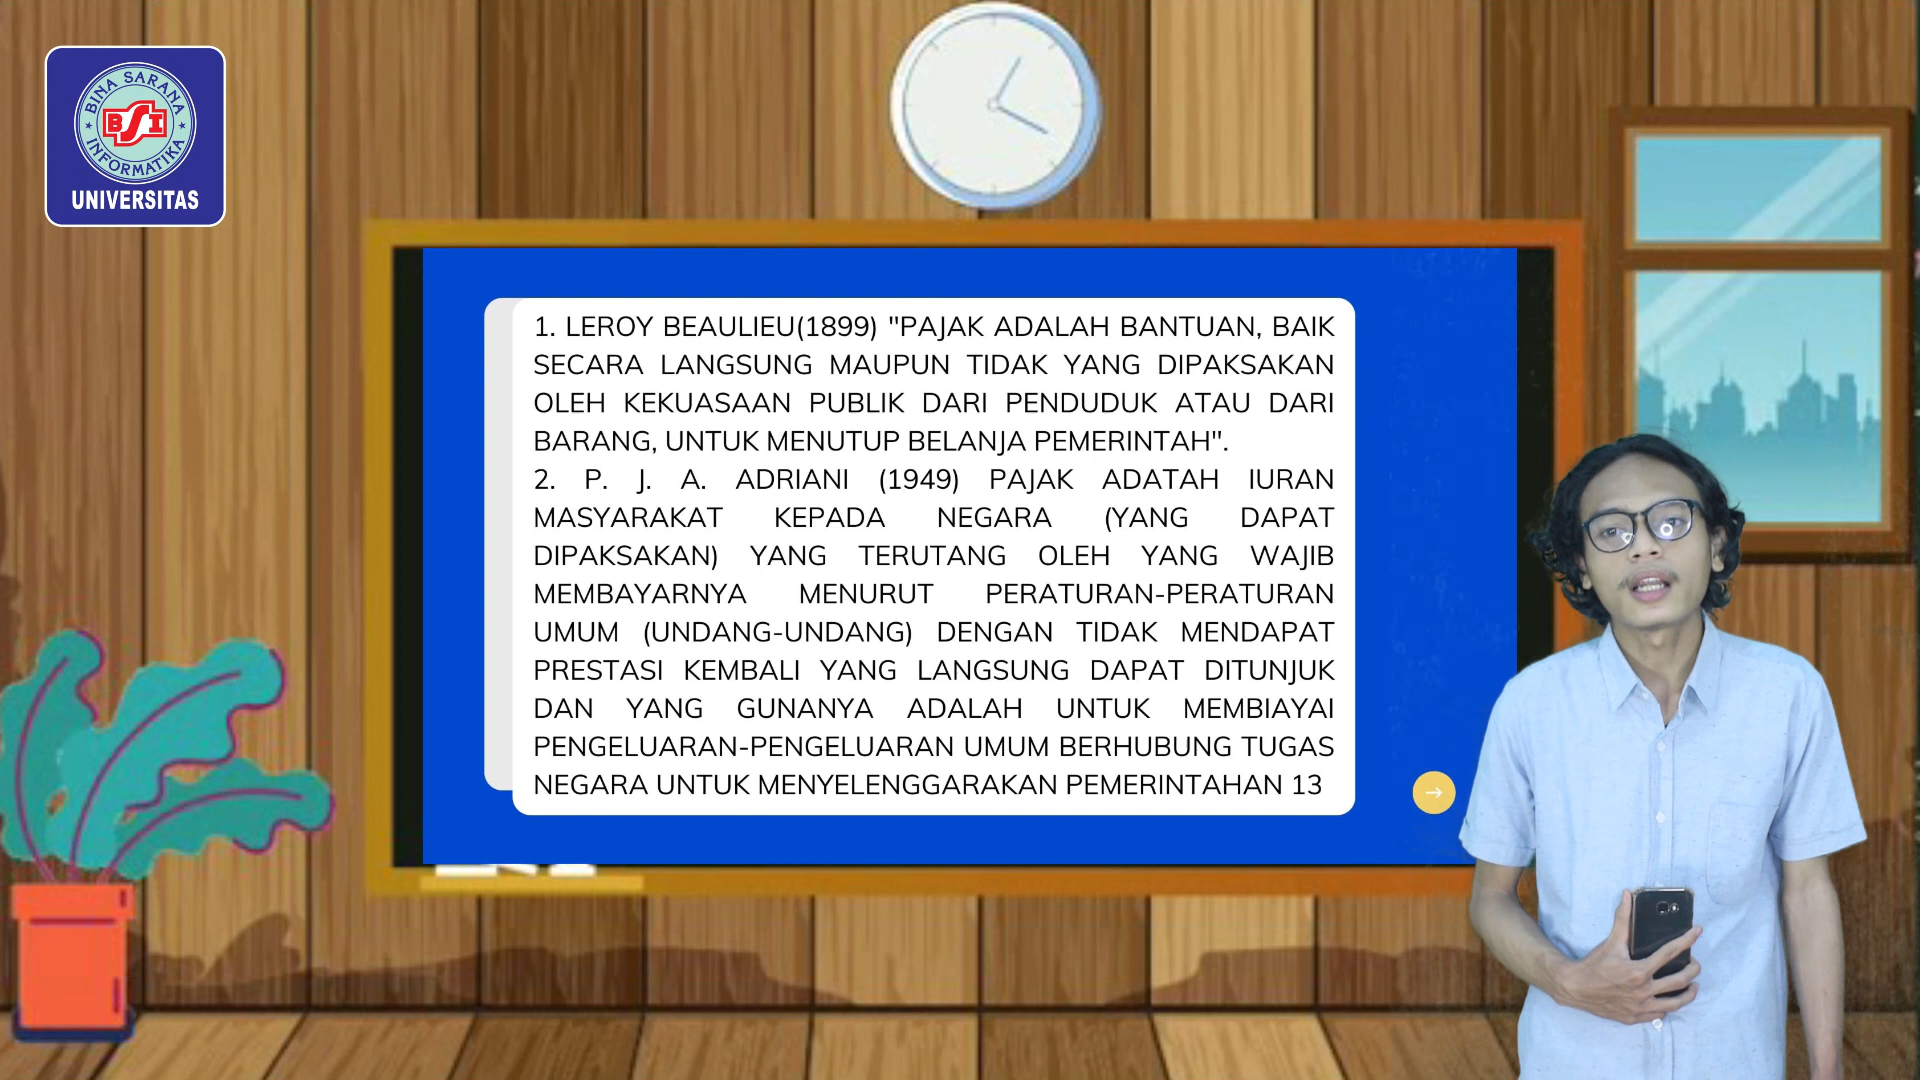 BINA SARANA
BSI
INFORMATIKA
UNIVERSITAS
1. LEROY BEAULIEU(1899) "PAJAK ADALAH BANTUAN, BAIK
SECARA LANGSUNG MAUPUN TIDAK YANG DIPAKSAKAN
OLEH KEKUASAAN PUBLIK DARI PENDUDUK ATAU DARI
BARANG, UNTUK MENUTUP BELANJA PEMERINTAH".
2. P. J. A. ADRIANI (1949) PAJAK ADATAH IURAN
MASYARAKAT KEPADA NEGARA (YANG DAPAT
DIPAKSAKAN) YANG TERUTANG OLEH YANG WAJIB
MEMBAYARNYA MENURUT PERATURAN-PERATURAN
UMUM (UNDANG-UNDANG) DENGAN TIDAK MENDAPAT
PRESTASI KEMBALI YANG LANGSUNG DAPAT DITUNJUK
DAN YANG GUNANYA ADALAH UNTUK MEMBIAYAI
PENGELUARAN-PENGELUARAN UMUM BERHUBUNG TUGAS
NEGARA UNTUK MENYELENGGARAKAN PEMERINTAHAN 13